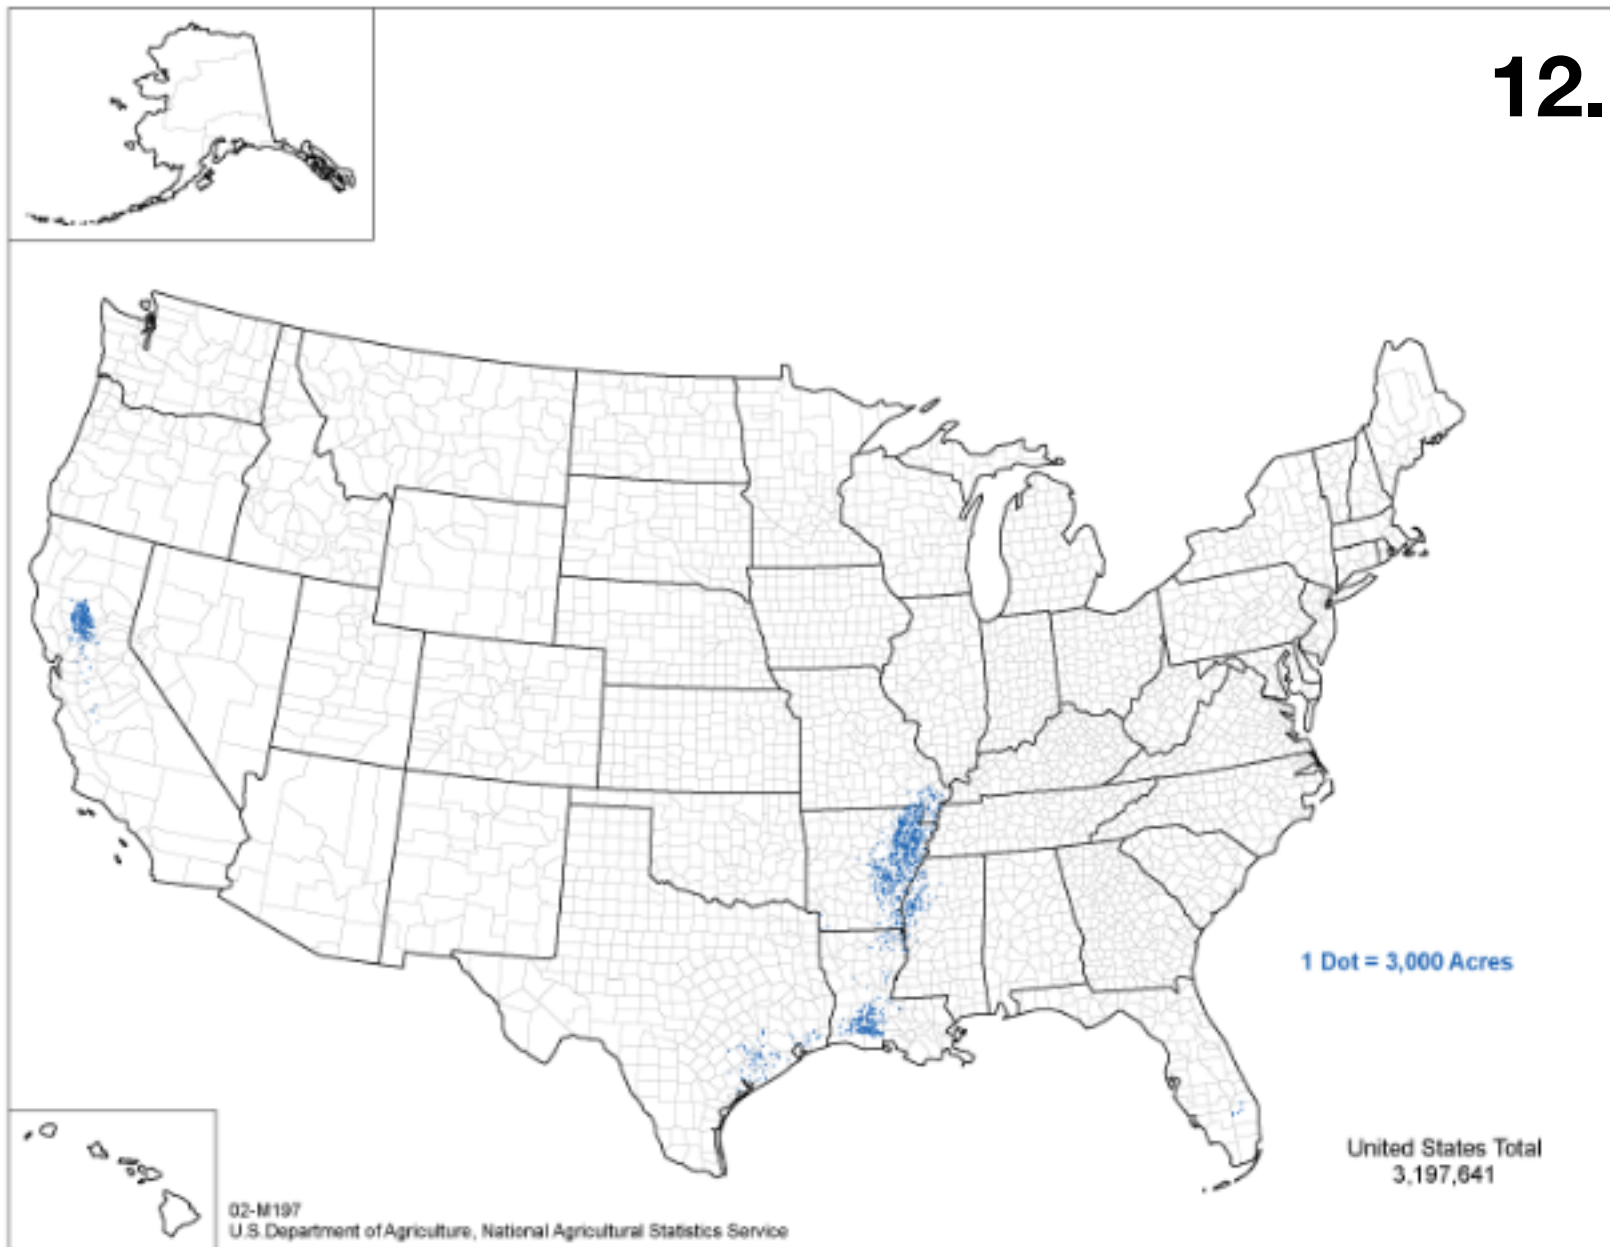 12.
1 Dot = 3,000 Acres
United States Total
3,197,641
02-M197
U.S. Department of Agriculture, National Agricultural Statistics Service